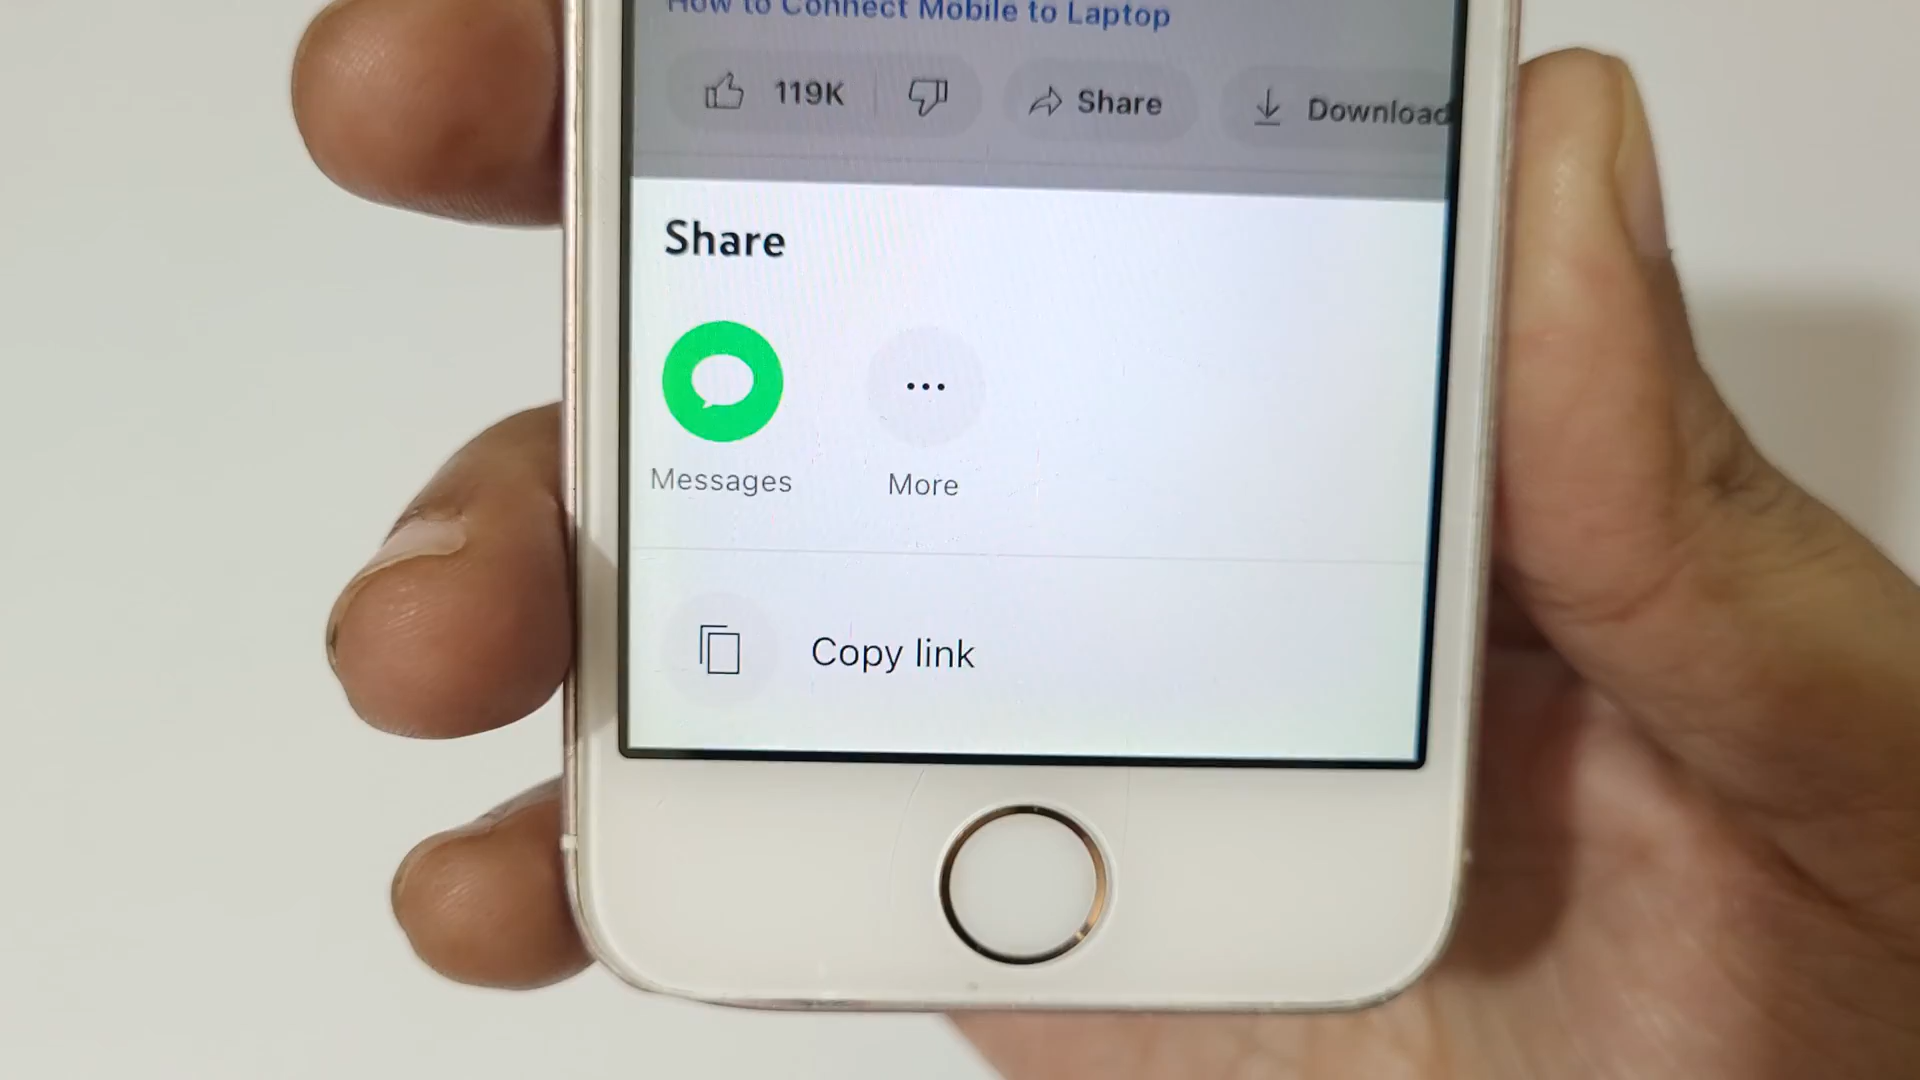 How to Connect Mobile to Laptop
119K Share Download
Share
Messages More
Copy link